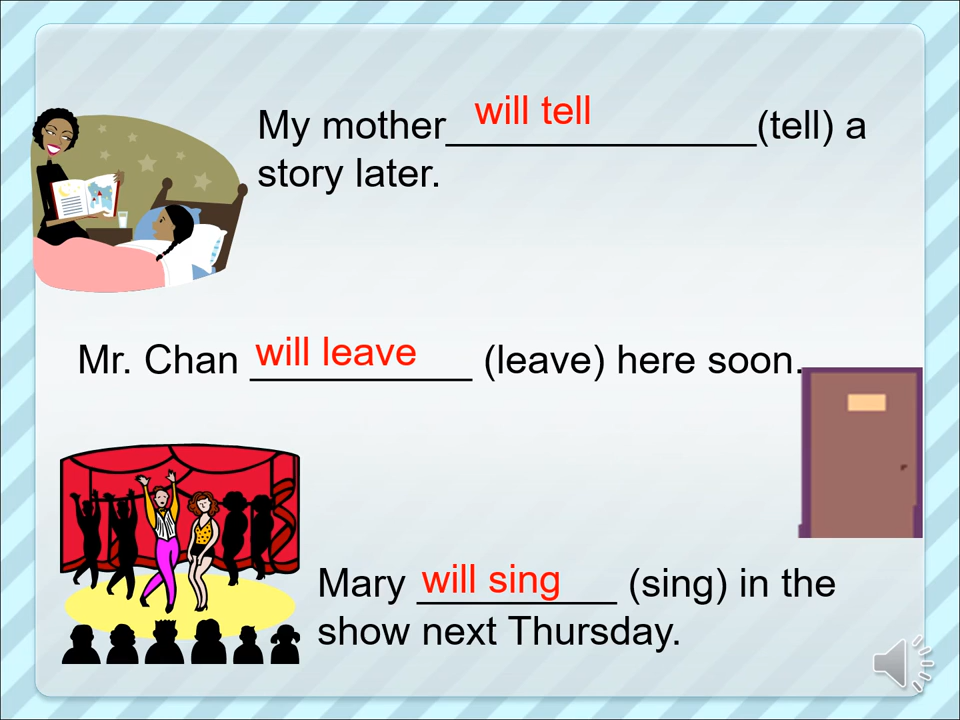 My mother will tell (tell) a
story later.
Mr. Chan will leave (leave) here soon.
Mary will sing (sing) in the
show next Thursday.